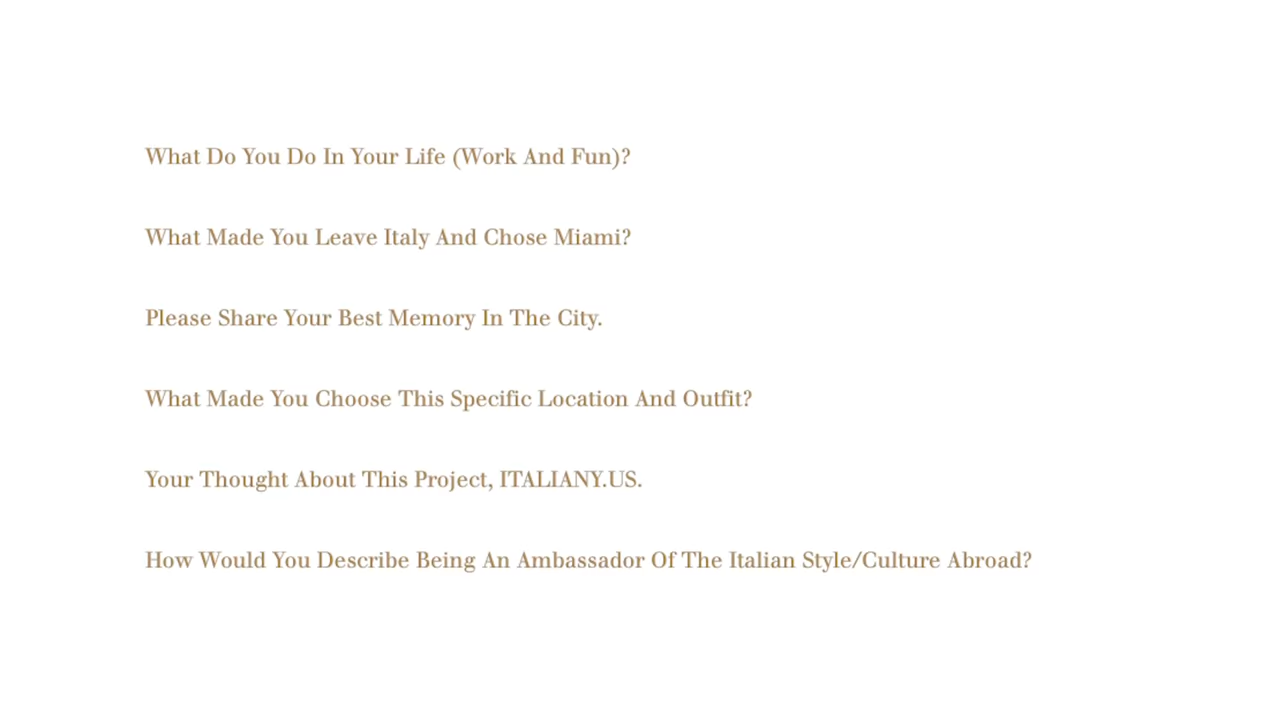 What Do You Do In Your Life (Work And Fun)?
What Made You Leave Italy And Chose Miami?
Please Share Your Best Memory In The City.
What Made You Choose This Specific Location And Outfit?
Your Thought About This Project, ITALIANY.US.
How Would You Describe Being An Ambassador Of The Italian Style/Culture Abroad?